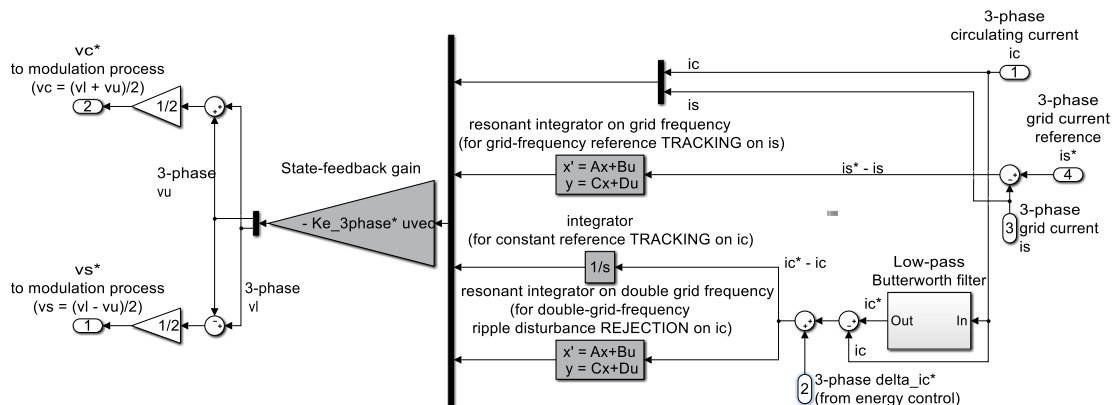 3-phase
circulating current
ic
1
vc*
to modulation process
(vc = (vl + vu)/2)
2
1/2
ic
is
3-phase
grid current
reference
is*
4
resonant integrator on grid frequency
(for grid-frequency reference TRACKING on is)
x' = Ax+Bu
y = Cx+Du
is* - is
3-phase
vu
State-feedback gain
- Ke_3phase* uvec
3
3-phase
grid current
is
integrator
(for constant reference TRACKING on ic)
1/s
ic* - ic
Low-pass
Butterworth filter
vs*
to modulation process
(vs = (vl - vu)/2)
1
1/2
3-phase
vl
resonant integrator on double grid frequency
(for double-grid-frequency
ripple disturbance REJECTION on ic)
ic*
Out
In
ic
x' = Ax+Bu
y = Cx+Du
2
3-phase delta_ic*
(from energy control)